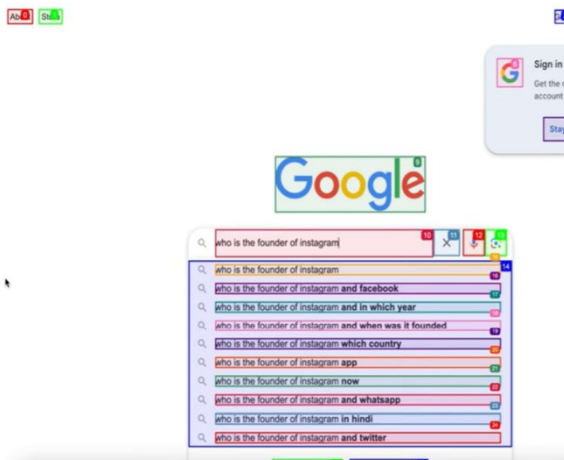 Sign in
Get the
account
Stay
Google
who is the founder of instagram
who is the founder of instagram
who is the founder of instagram and facebook
who is the founder of instagram and in which year
who is the founder of instagram and when was it founded
who is the founder of instagram which country
who is the founder of instagram app
who is the founder of instagram now
who is the founder of instagram and whatsapp
who is the founder of instagram in hindi
who is the founder of instagram and twitter